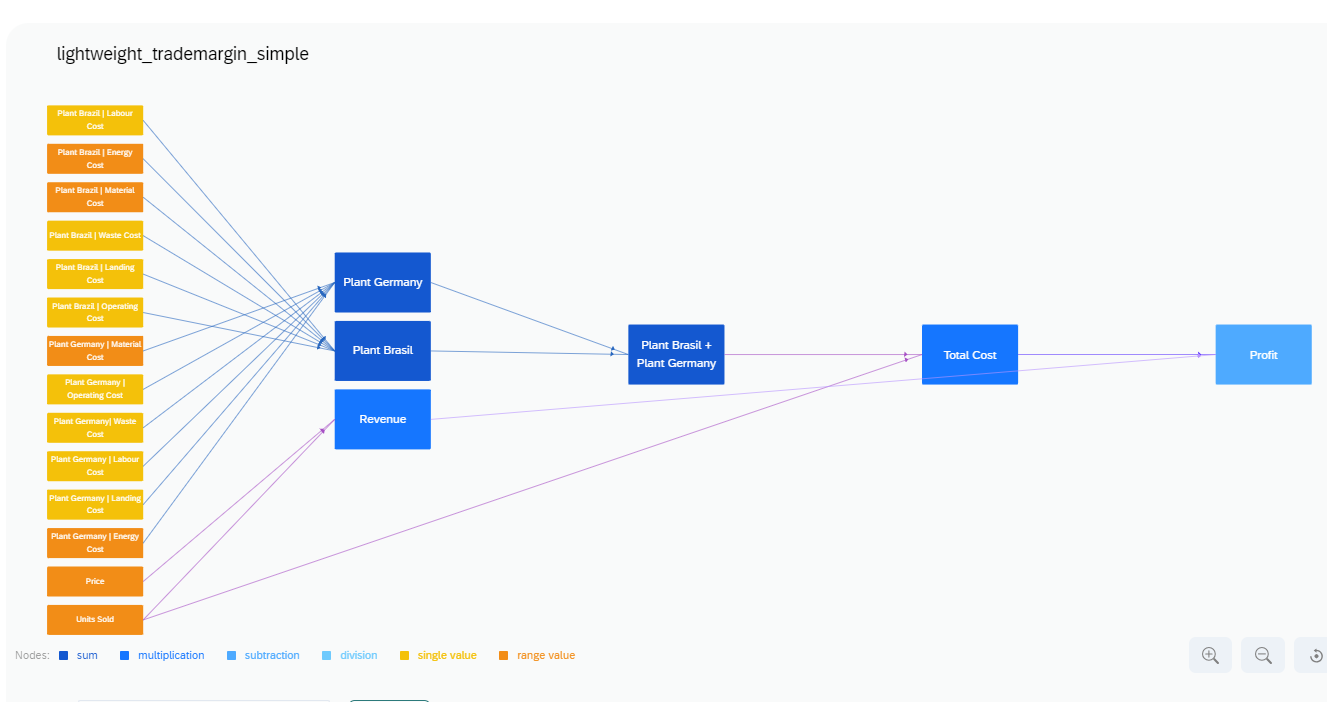 lightweight_trademargin_simple
Plant Brazil | Labour
Cost
Plant Brazil | Energy
Cost
Plant Brazil | Material
Cost
Plant Brazil | Waste Cost
Plant Brazil | Landing
Cost
Plant Brazil | Operating
Cost
Plant Germany | Material
Cost
Plant Germany |
Operating Cost
Plant Germany| Waste
Cost
Plant Germany | Labour
Cost
Plant Germany | Landing
Cost
Plant Germany | Energy
Cost
Price
Units Sold
Plant Germany
Plant Brasil
Revenue
Plant Brasil +
Plant Germany
Total Cost
Profit
Nodes: sum multiplication subtraction division single value range value